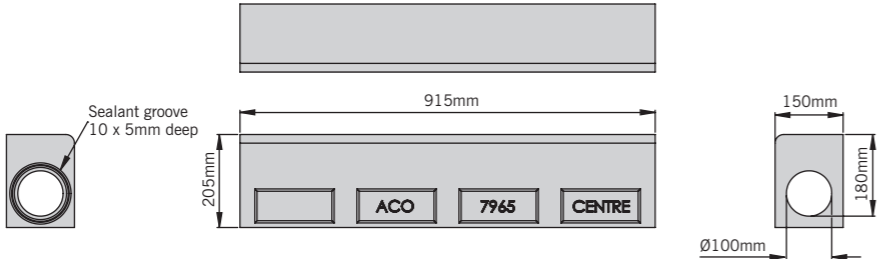 915mm
150mm
Sealant groove
10 x 5mm deep
205mm
180mm
ACO
7965
CENTRE
Ø100mm